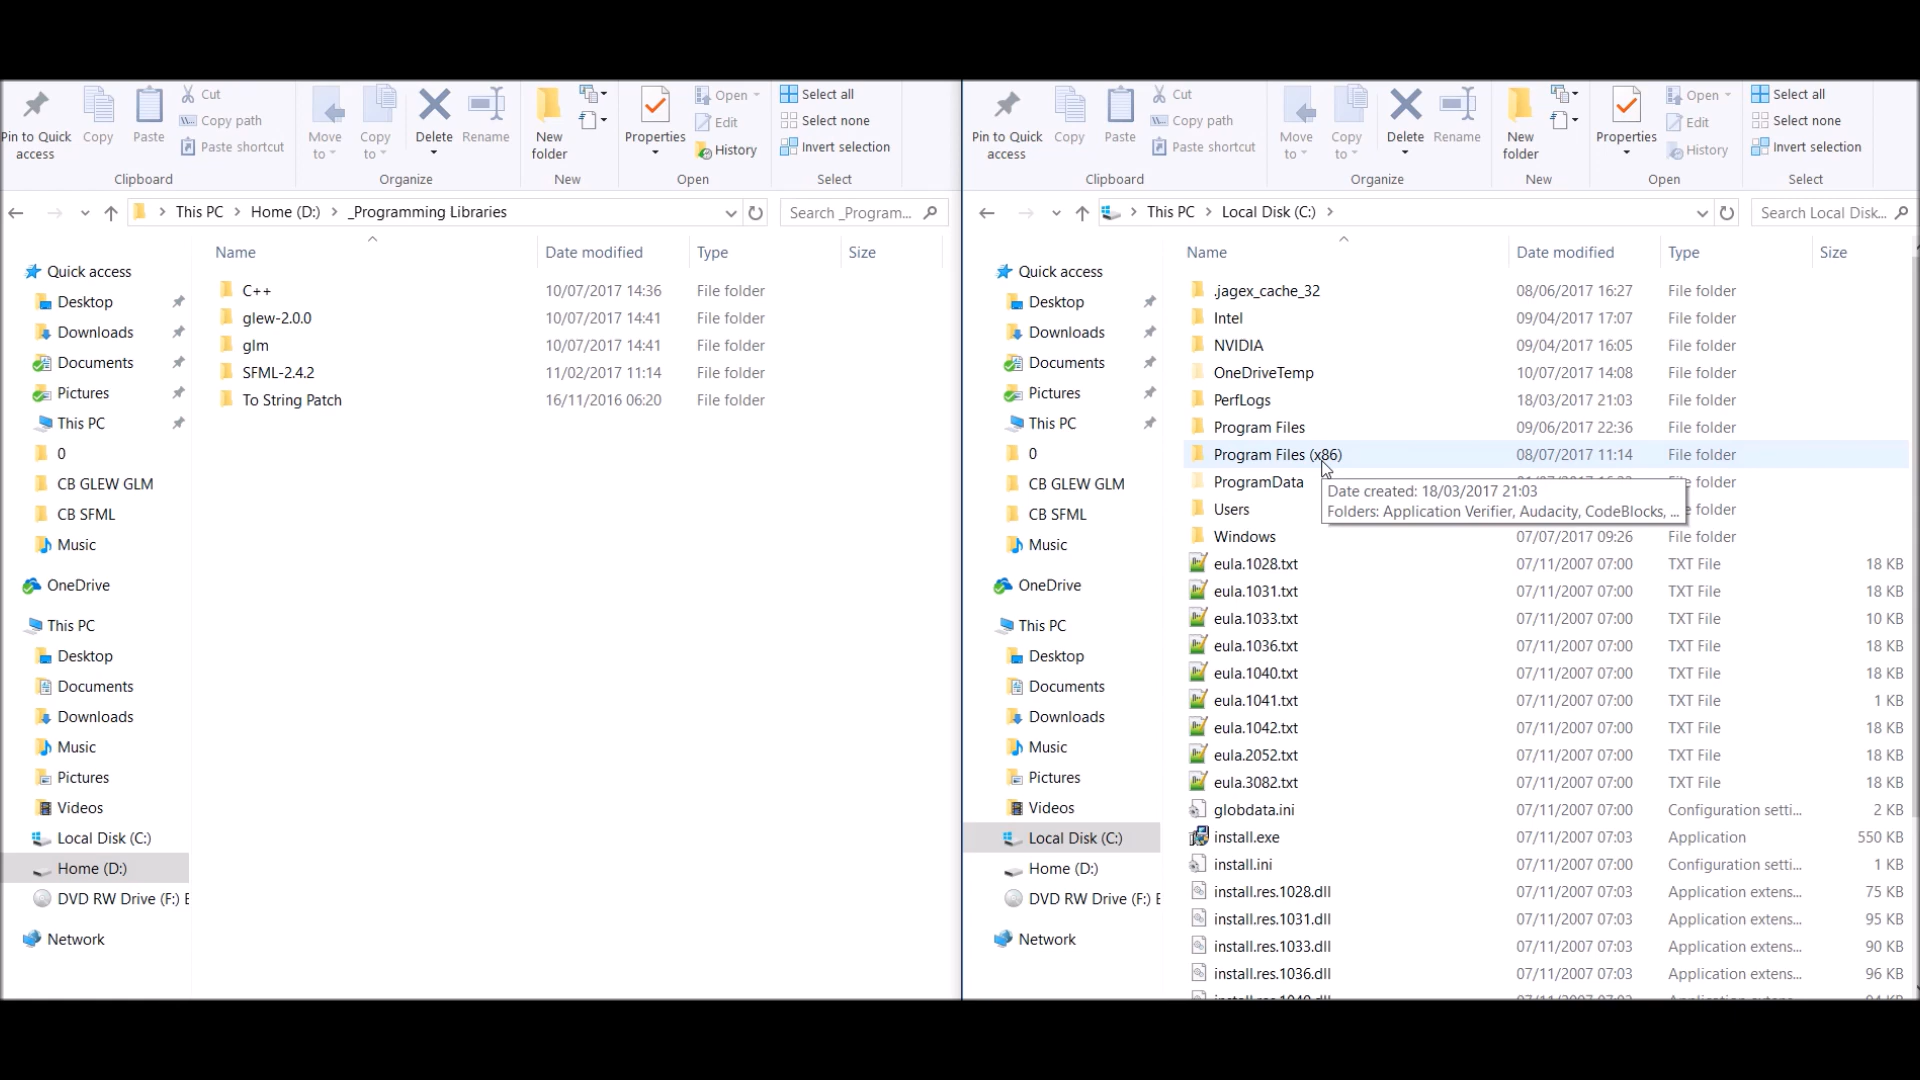 Pin to Quick access
Copy
Paste
Cut
Copy path
Paste shortcut
Clipboard
Move to
Copy to
Delete
Rename
Organize
New folder
New
Properties
Open
Edit
History
Open
Select all
Select none
Invert selection
Select
This PC > Home (D:) > _Programming Libraries
Search _Program...
Name Date modified Type Size
C++ 10/07/2017 14:36 File folder
glew-2.0.0 10/07/2017 14:41 File folder
glm 10/07/2017 14:41 File folder
SFML-2.4.2 11/02/2017 11:14 File folder
To String Patch 16/11/2016 06:20 File folder
Quick access
Desktop
Downloads
Documents
Pictures
This PC
0
CB GLEW GLM
CB SFML
Music
OneDrive
This PC
Desktop
Documents
Downloads
Music
Pictures
Videos
Local Disk (C:)
Home (D:)
DVD RW Drive (F:) E
Network
Pin to Quick access
Copy
Paste
Cut
Copy path
Paste shortcut
Clipboard
Move to
Copy to
Delete
Rename
Organize
New folder
New
Properties
Open
Edit
History
Open
Select all
Select none
Invert selection
Select
This PC > Local Disk (C:) >
Search Local Disk...
Name Date modified Type Size
.jagex_cache_32 08/06/2017 16:27 File folder
Intel 09/04/2017 17:07 File folder
NVIDIA 09/04/2017 16:05 File folder
OneDriveTemp 10/07/2017 14:08 File folder
PerfLogs 18/03/2017 21:03 File folder
Program Files 09/06/2017 22:36 File folder
Program Files (x86) 08/07/2017 11:14 File folder
ProgramData
Date created: 18/03/2017 21:03
Folders: Application Verifier, Audacity, CodeBlocks, ...
Users
Windows 07/07/2017 09:26 File folder
eula.1028.txt 07/11/2007 07:00 TXT File 18 KB
eula.1031.txt 07/11/2007 07:00 TXT File 18 KB
eula.1033.txt 07/11/2007 07:00 TXT File 10 KB
eula.1036.txt 07/11/2007 07:00 TXT File 18 KB
eula.1040.txt 07/11/2007 07:00 TXT File 18 KB
eula.1041.txt 07/11/2007 07:00 TXT File 1 KB
eula.1042.txt 07/11/2007 07:00 TXT File 18 KB
eula.2052.txt 07/11/2007 07:00 TXT File 18 KB
eula.3082.txt 07/11/2007 07:00 TXT File 18 KB
globdata.ini 07/11/2007 07:00 Configuration setti... 2 KB
install.exe 07/11/2007 07:03 Application 550 KB
install.ini 07/11/2007 07:00 Configuration setti... 1 KB
install.res.1028.dll 07/11/2007 07:03 Application extens... 75 KB
install.res.1031.dll 07/11/2007 07:03 Application extens... 95 KB
install.res.1033.dll 07/11/2007 07:03 Application extens... 90 KB
install.res.1036.dll 07/11/2007 07:03 Application extens... 96 KB
Quick access
Desktop
Downloads
Documents
Pictures
This PC
0
CB GLEW GLM
CB SFML
Music
OneDrive
This PC
Desktop
Documents
Downloads
Music
Pictures
Videos
Local Disk (C:)
Home (D:)
DVD RW Drive (F:) E
Network